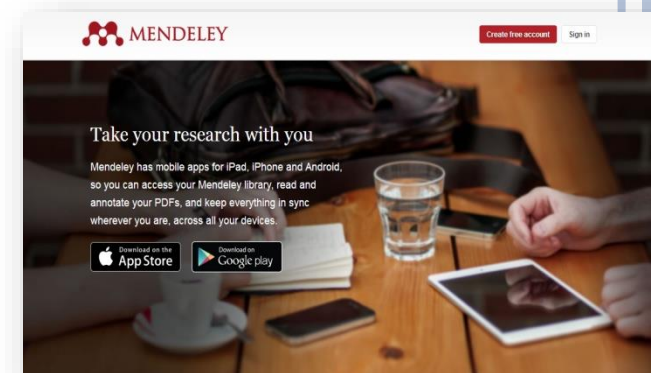 MENDELEY
Create free account
Sign in
Take your research with you
Mendeley has mobile apps for iPad, iPhone and Android,
so you can access your Mendeley library, read and
annotate your PDFs, and keep everything in sync
wherever you are, across all your devices.
Download on the
App Store
Download on
Google play